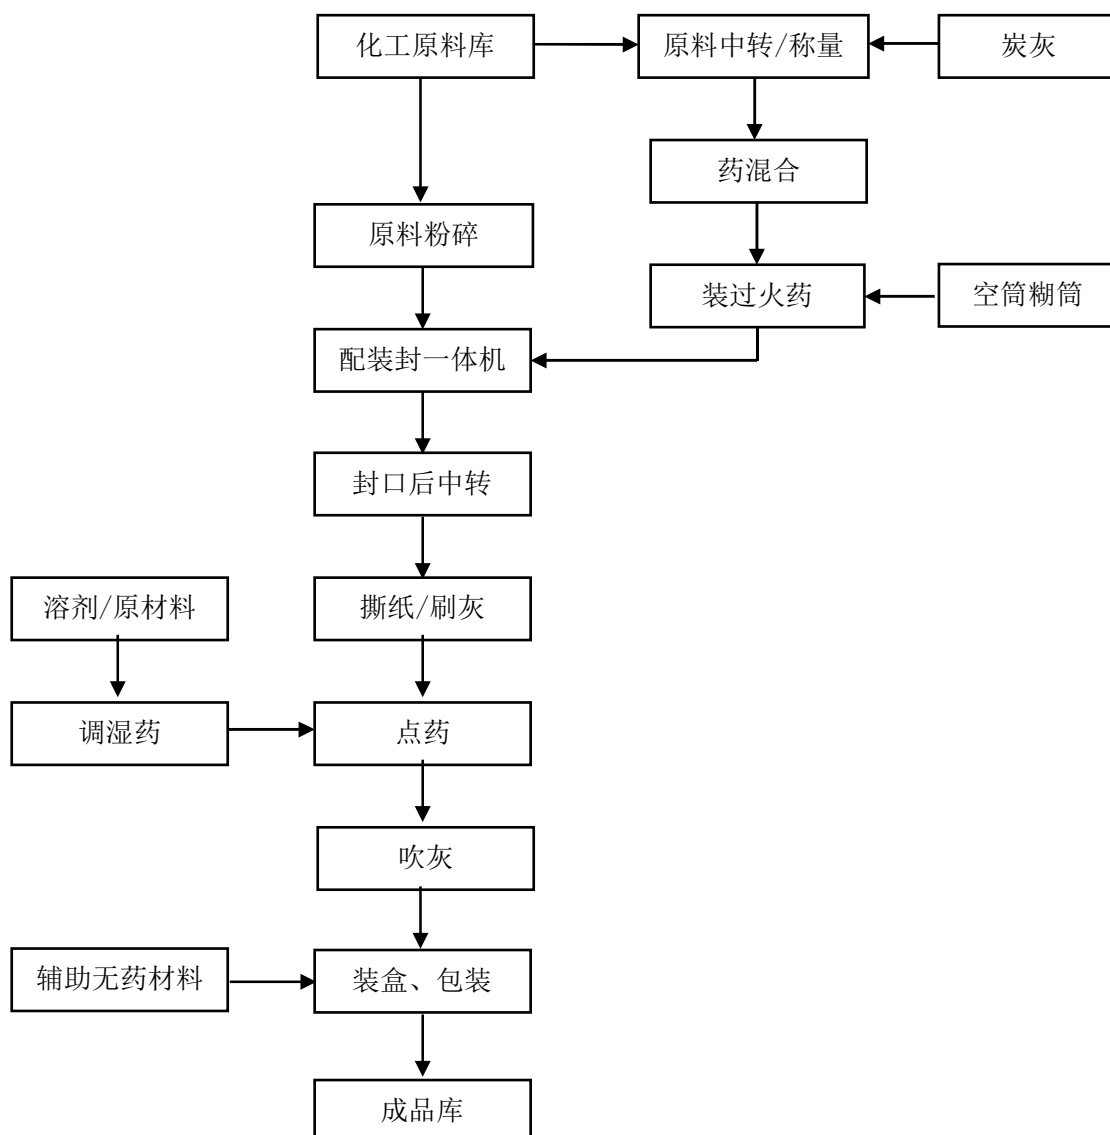 化工原料库
原料中转/称量
炭灰
药混合
原料粉碎
装过火药
空筒糊筒
配装封一体机
封口后中转
溶剂/原材料
撕纸/刷灰
调湿药
点药
吹灰
辅助无药材料
装盒、包装
成品库